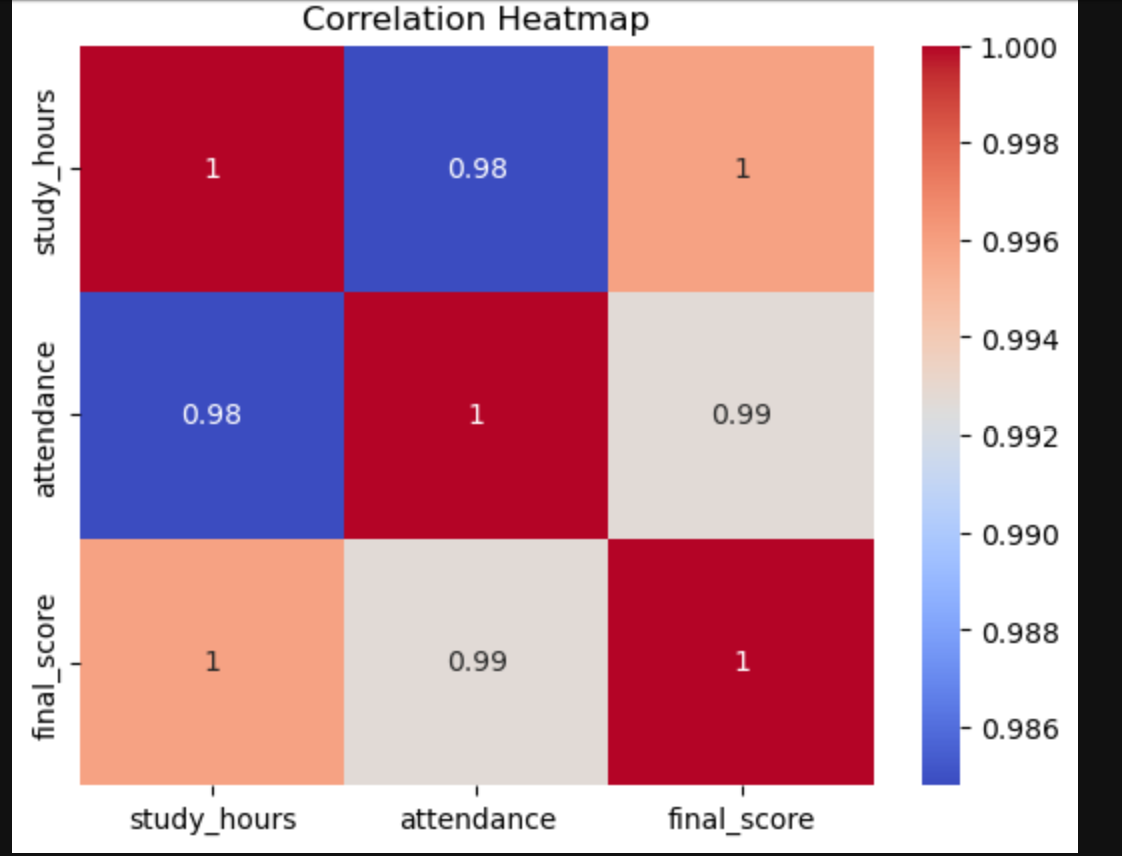 Correlation Heatmap
study_hours
1
0.98
1
attendance
0.98
1
0.99
final_score
1
0.99
1
study_hours
attendance
final_score
1.000
0.998
0.996
0.994
0.992
0.990
0.988
0.986